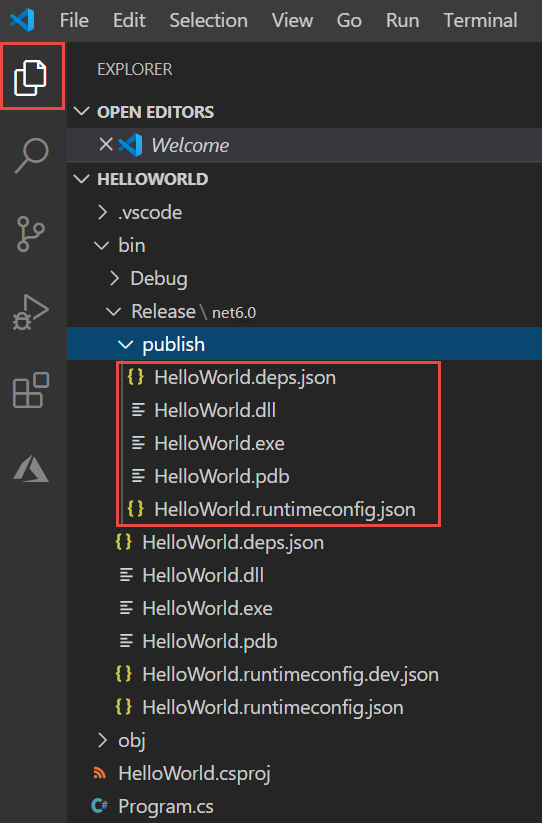 File Edit Selection View Go Run Terminal
EXPLORER
OPEN EDITORS
Welcome
HELLOWORLD
.vscode
bin
Debug
Release \ net6.0
publish
HelloWorld.deps.json
HelloWorld.dll
HelloWorld.exe
HelloWorld.pdb
HelloWorld.runtimeconfig.json
HelloWorld.deps.json
HelloWorld.dll
HelloWorld.exe
HelloWorld.pdb
HelloWorld.runtimeconfig.dev.json
HelloWorld.runtimeconfig.json
obj
HelloWorld.csproj
Program.cs